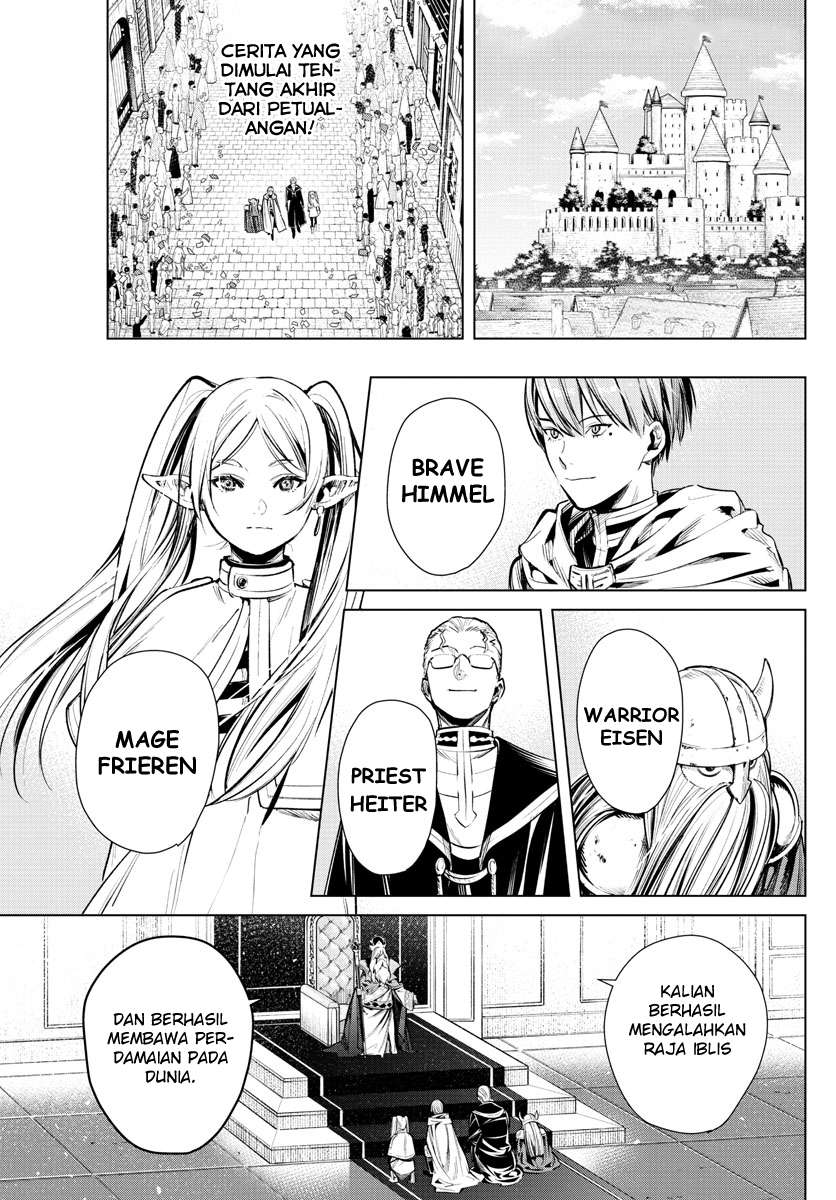 CERITA YANG
DIMULAI TEN-
TANG AKHIR
DARI PETUAL-
ANGAN!
BRAVE
HIMMEL
WARRIOR
EISEN
PRIEST
HEITER
MAGE
FRIEREN
KALIAN
BERHASIL
MENGALAHKAN
RAJA IBLIS
DAN BERHASIL
MEMBAWA PER-
DAMAIAN PADA
DUNIA.